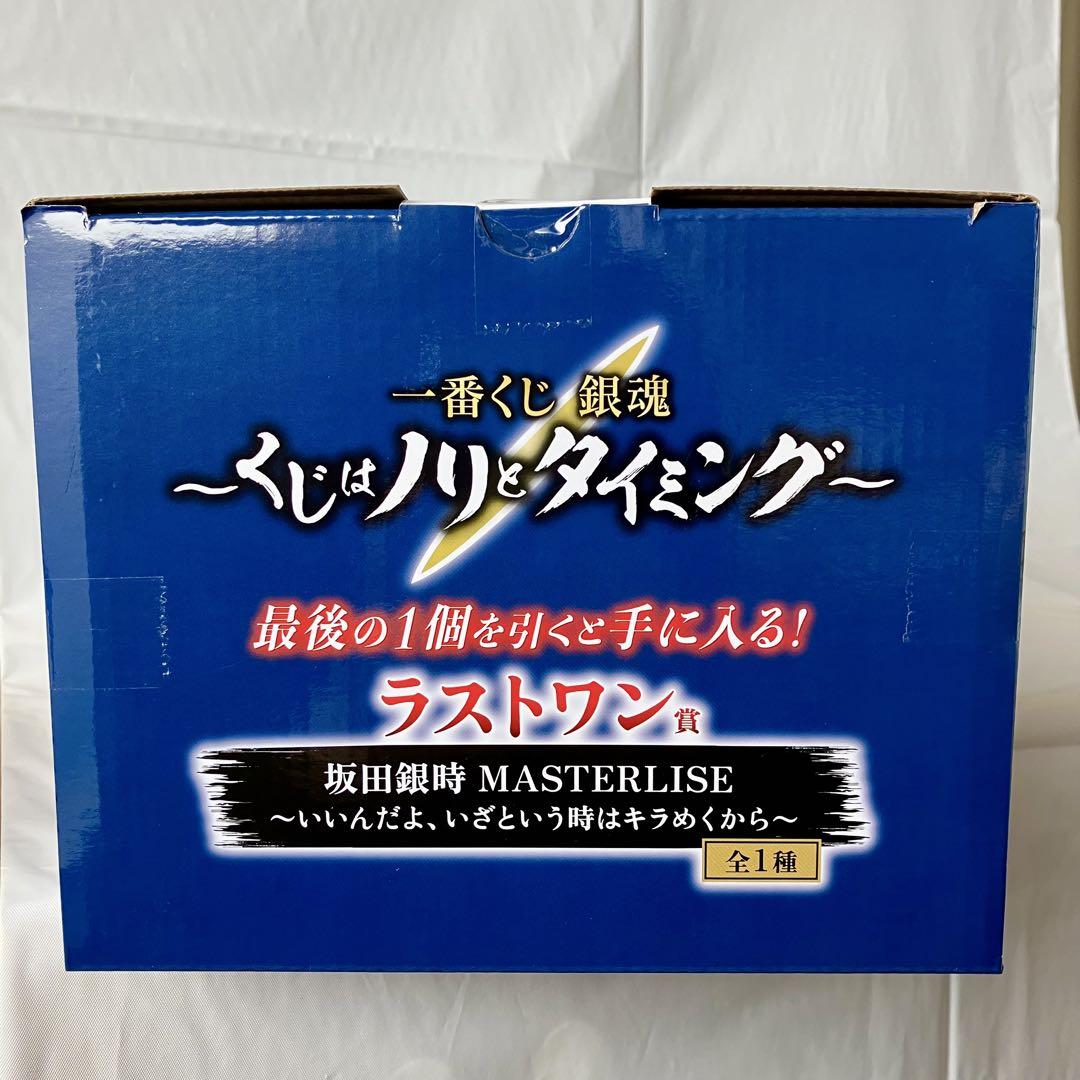 一番くじ 銀魂
～くじはノリとタイミング～
最後の1個を引くと手に入る!
ラストワン賞
坂田銀時 MASTERLISE
～いいんだよ、いざという時はキラめくから～
全1種